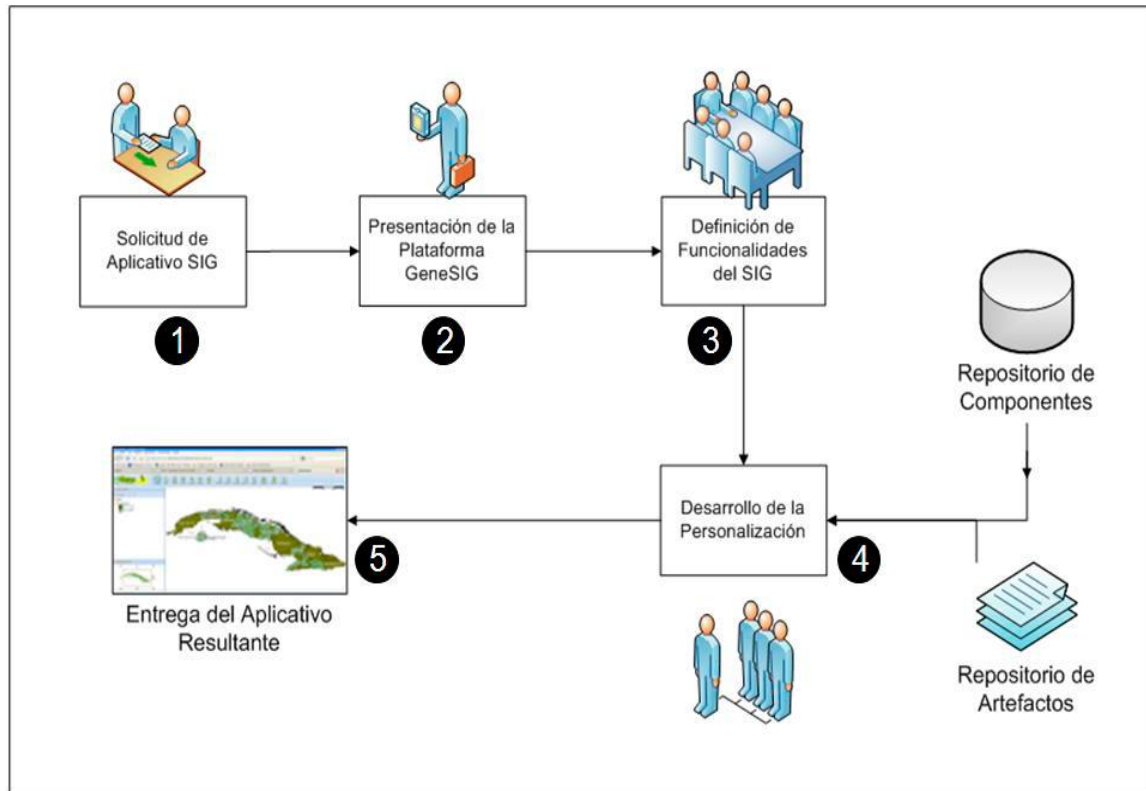 Solicitud de
Aplicativo SIG
1
Presentación de la
Plataforma
GeneSIG
2
Definición de
Funcionalidades
del SIG
3
Repositorio de
Componentes
Desarrollo de la
Personalización
4
5
Entrega del Aplicativo
Resultante
Repositorio de
Artefactos